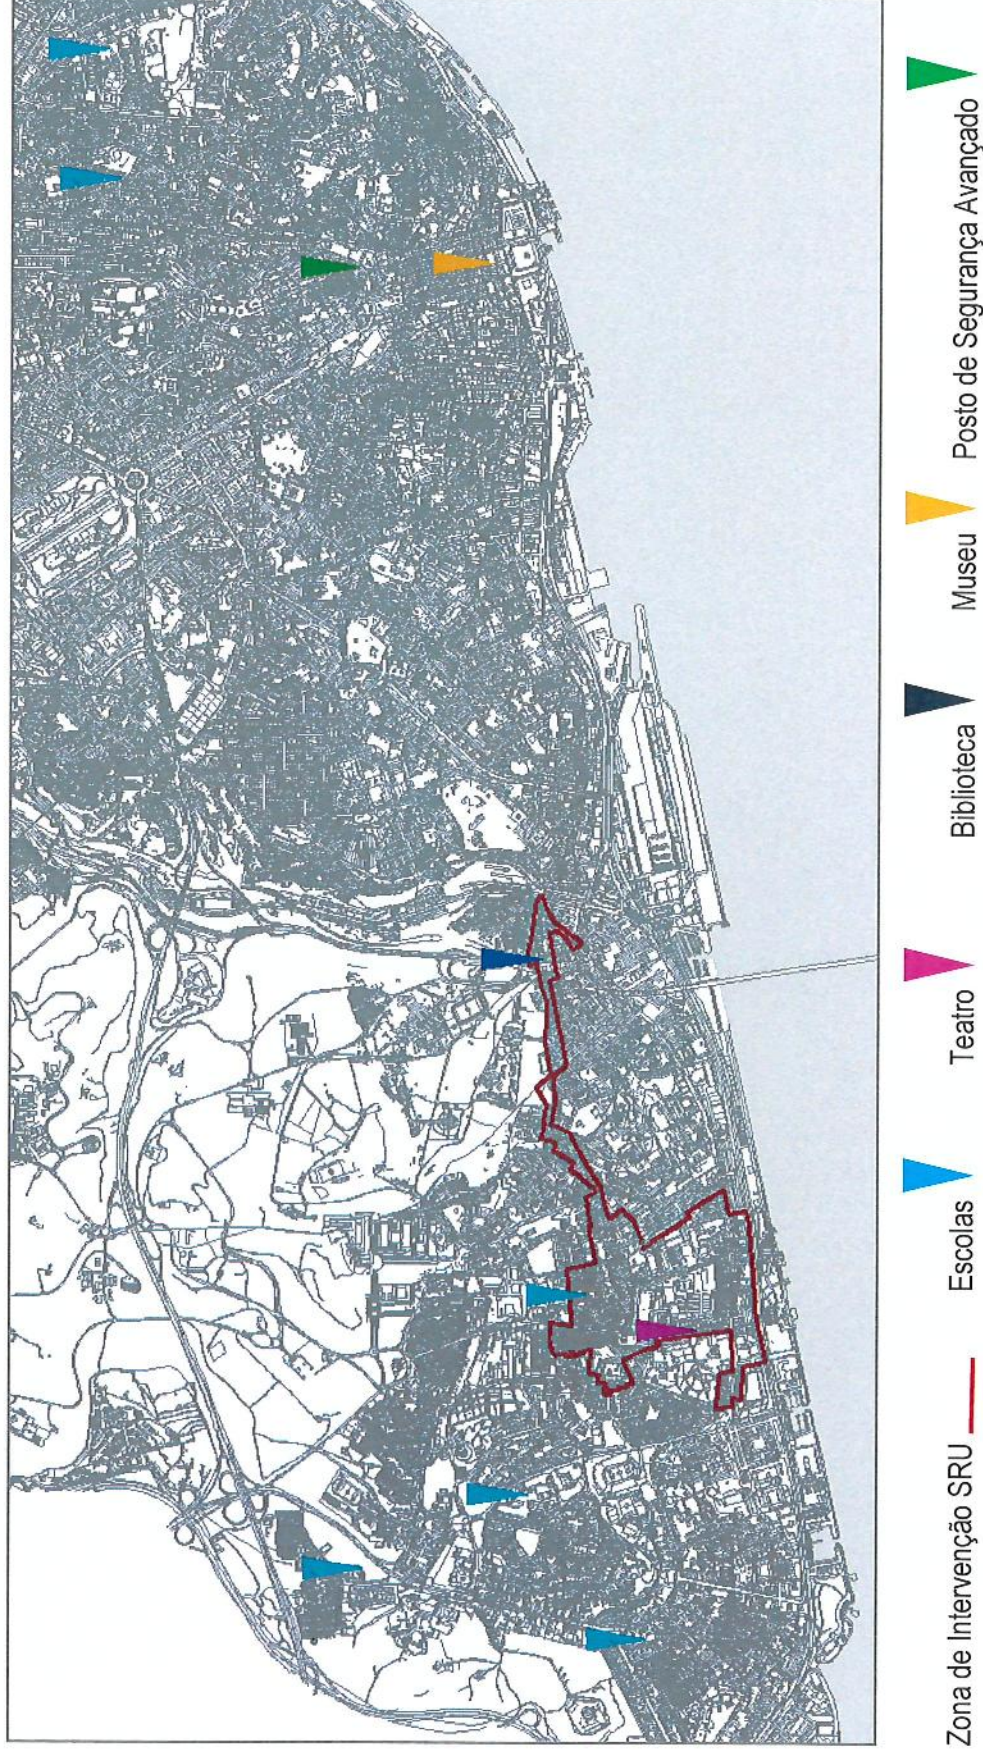 Zona de Intervenção SRU
Escolas
Teatro
Biblioteca
Museu
Posto de Segurança Avançado